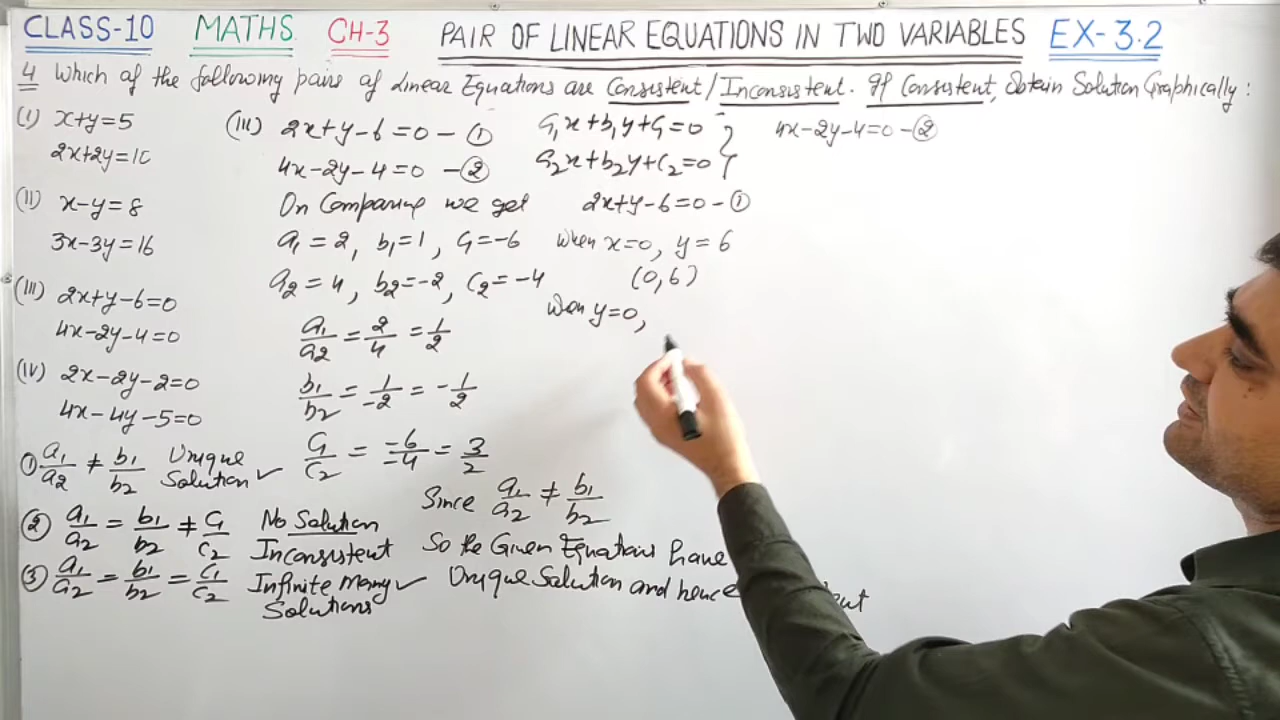 CLASS-10 MATHS CH-3 PAIR OF LINEAR EQUATIONS IN TWO VARIABLES EX-3.2
4 Which of the following pairs of Linear Equations are Consistent / Inconsistent. If Consistent, Obtain Solution Graphically :
(I) x+y=5
2x+2y=10
(II) x-y=8
3x-3y=16
(III) 2x+y-6=0
4x-2y-4=0
(IV) 2x-2y-2=0
4x-4y-5=0
① a₁/a₂ ≠ b₁/b₂ Unique Solution ✓
② a₁/a₂ = b₁/b₂ ≠ c₁/c₂ No Solution Inconsistent
③ a₁/a₂ = b₁/b₂ = c₁/c₂ Infinite Many Solutions ✓
(III) 2x+y-6=0 - ①
4x-2y-4=0 - ②
a₁x+b₁y+c₁=0
a₂x+b₂y+c₂=0
On Comparing we get
a₁=2, b₁=1, c₁=-6
a₂=4, b₂=-2, c₂=-4
a₁/a₂ = 2/4 = 1/2
b₁/b₂ = 1/-2 = -1/2
c₁/c₂ = -6/-4 = 3/2
Since a₁/a₂ ≠ b₁/b₂
So the Given Equations have
Unique Solution and hence
2x+y-6=0 - ①
When x=0, y=6
(0,6)
When y=0,
4x-2y-4=0 - ②